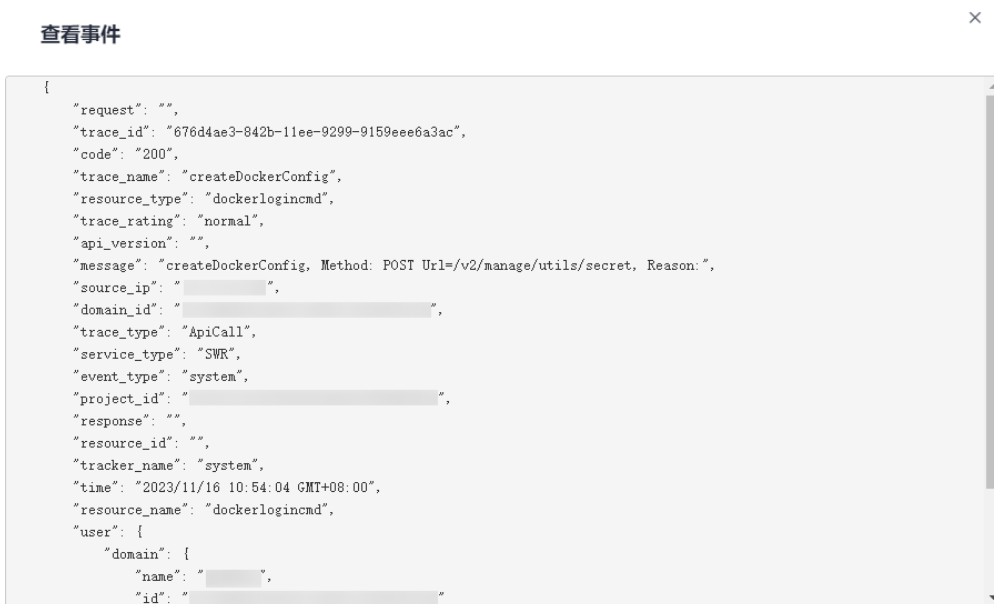 查看事件
×
{
"request": "",
"trace_id": "676d4ae3-842b-11ee-9299-9159eee6a3ac",
"code": "200",
"trace_name": "createDockerConfig",
"resource_type": "dockerlogincmd",
"trace_rating": "normal",
"api_version": "",
"message": "createDockerConfig, Method: POST Url=/v2/manage/utils/secret, Reason:",
"source_ip": " ",
"domain_id": " ",
"trace_type": "ApiCall",
"service_type": "SWR",
"event_type": "system",
"project_id": " ",
"response": "",
"resource_id": "",
"tracker_name": "system",
"time": "2023/11/16 10:54:04 GMT+08:00",
"resource_name": "dockerlogincmd",
"user": {
"domain": {
"name": " ",
"id": " "